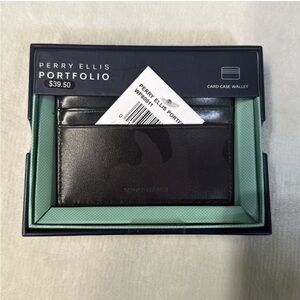 PERRY ELLIS
PORTFOLIO
$39.50
CARD CASE WALLET
PERRY ELLIS PORTF